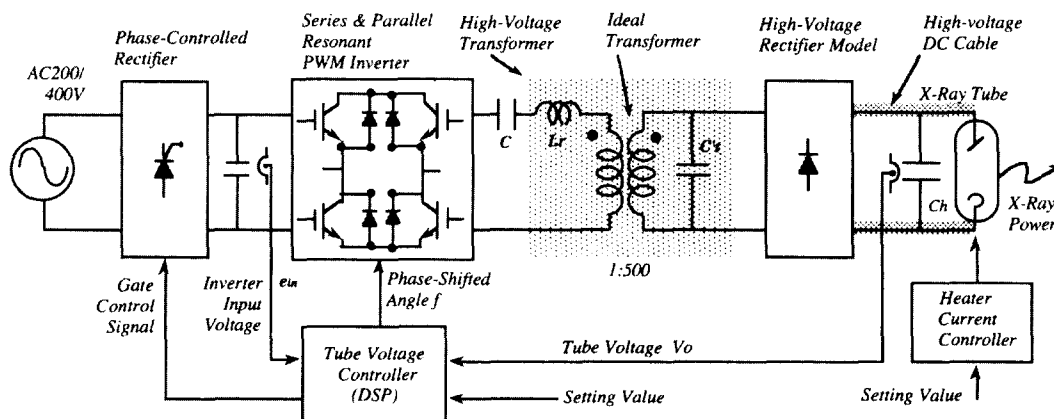 Phase-Controlled
Rectifier
Series & Parallel
Resonant
PWM Inverter
High-Voltage
Transformer
Ideal
Transformer
High-Voltage
Rectifier Model
High-voltage
DC Cable
AC200/
400V
X-Ray Tube
C
Lr
C's
Ch
X-Ray
Power
1:500
Gate
Control
Signal
Inverter
Input
Voltage
ein
Phase-Shifted
Angle f
Heater
Current
Controller
Tube Voltage
Controller
(DSP)
Tube Voltage Vo
Setting Value
Setting Value